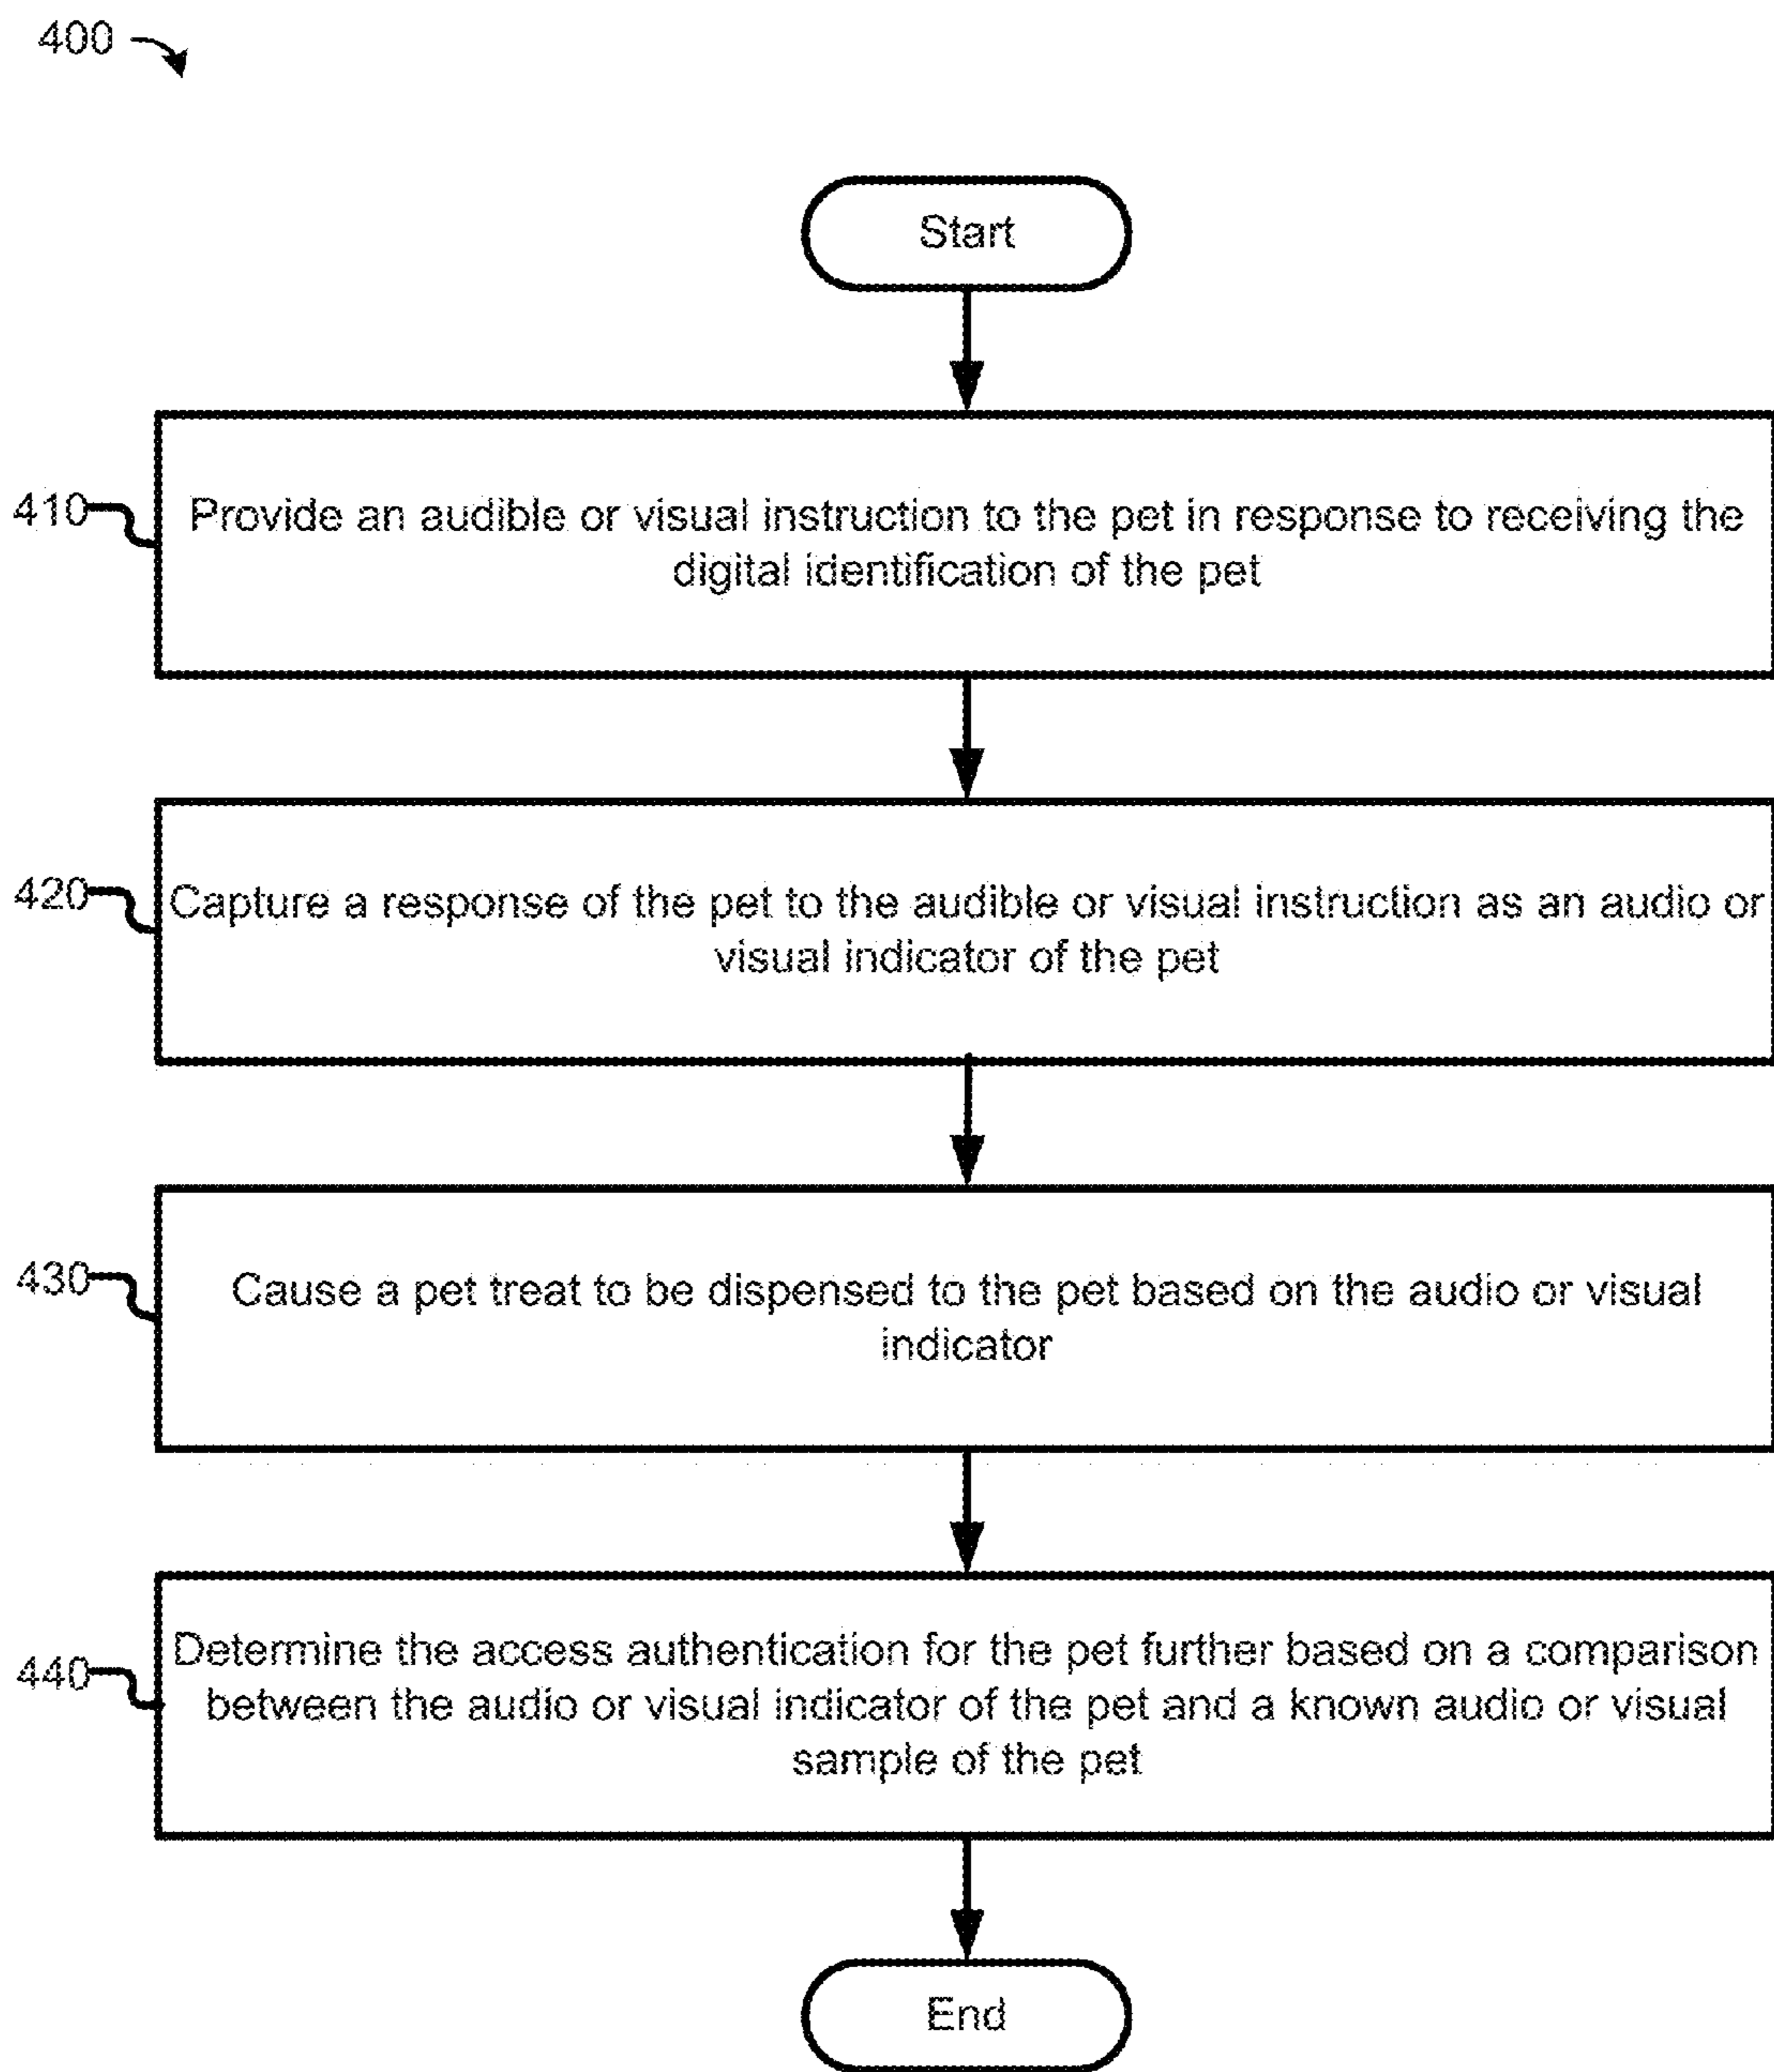 400
Start
410
Provide an audible or visual instruction to the pet in response to receiving the
digital identification of the pet
420
Capture a response of the pet to the audible or visual instruction as an audio or
visual indicator of the pet
430
Cause a pet treat to be dispensed to the pet based on the audio or visual
indicator
440
Determine the access authentication for the pet further based on a comparison
between the audio or visual indicator of the pet and a known audio or visual
sample of the pet
End